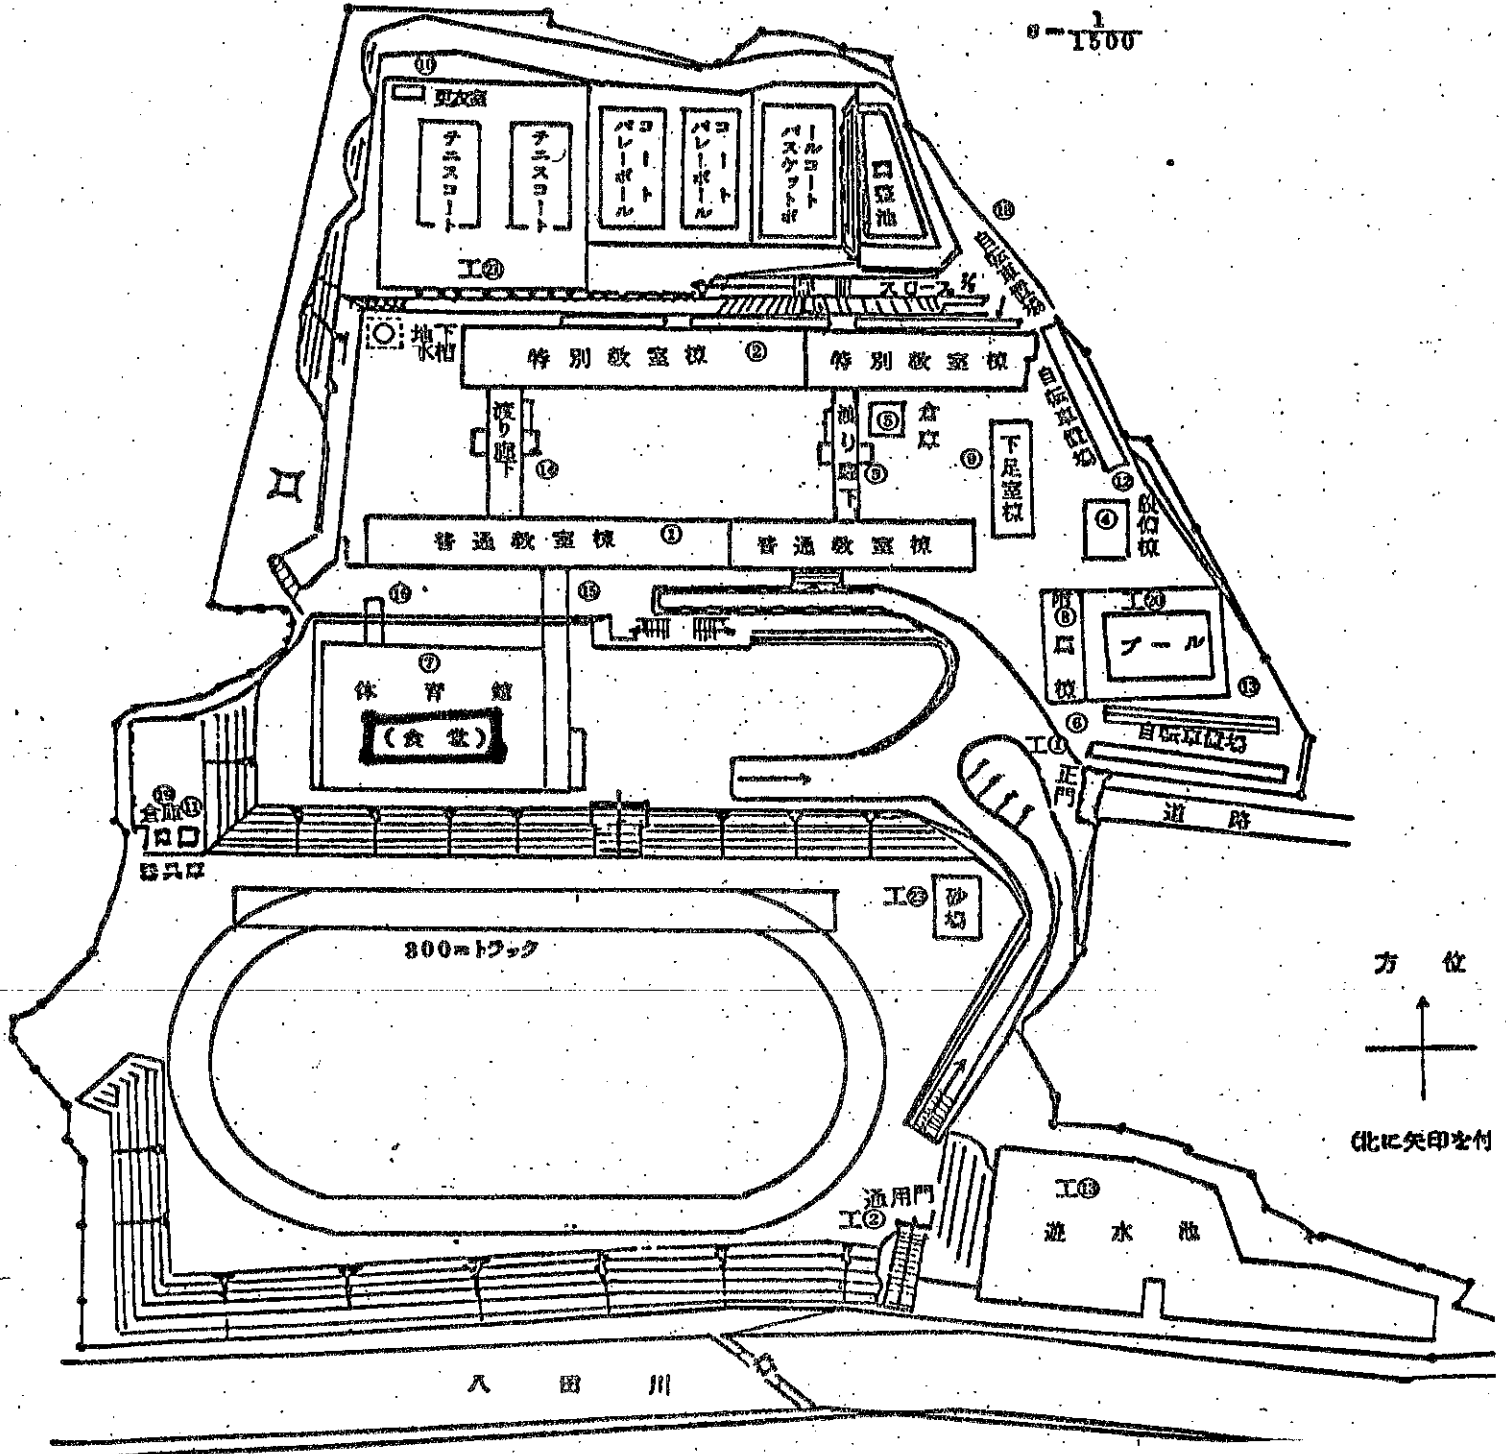 S=1/1500
⑩
更衣室
テニスコート
テニスコート
バレーボールコート
バレーボールコート
バスケットボールコート
工㉑
スロープ
⑱
自転車置場
地下水槽
特別教室棟 ②
特別教室棟
渡り廊下
⑭
渡り廊下
③
⑤
倉庫
⑨
下足室棟
自転車置場
⑫
④
普通教室棟 ①
普通教室棟
⑯
⑮
附属棟
⑧
工⑳
プール
⑬
⑦
体育館
(食堂)
⑥
自転車置場
工①
正門
道路
⑲
倉庫⑪
器具庫
工㉓
砂場
300mトラック
方位
(北に矢印を付
通用門
工②
工⑬
遊水池
八田川